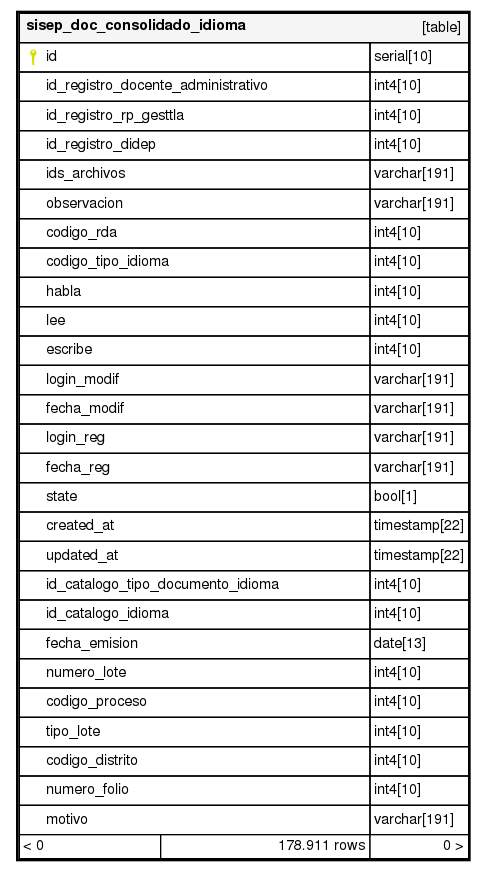 sisep_doc_consolidado_idioma [table]
id serial[10]
id_registro_docente_administrativo int4[10]
id_registro_rp_gesttla int4[10]
id_registro_didep int4[10]
ids_archivos varchar[191]
observacion varchar[191]
codigo_rda int4[10]
codigo_tipo_idioma int4[10]
habla int4[10]
lee int4[10]
escribe int4[10]
login_modif varchar[191]
fecha_modif varchar[191]
login_reg varchar[191]
fecha_reg varchar[191]
state bool[1]
created_at timestamp[22]
updated_at timestamp[22]
id_catalogo_tipo_documento_idioma int4[10]
id_catalogo_idioma int4[10]
fecha_emision date[13]
numero_lote int4[10]
codigo_proceso int4[10]
tipo_lote int4[10]
codigo_distrito int4[10]
numero_folio int4[10]
motivo varchar[191]
< 0 178.911 rows 0 >